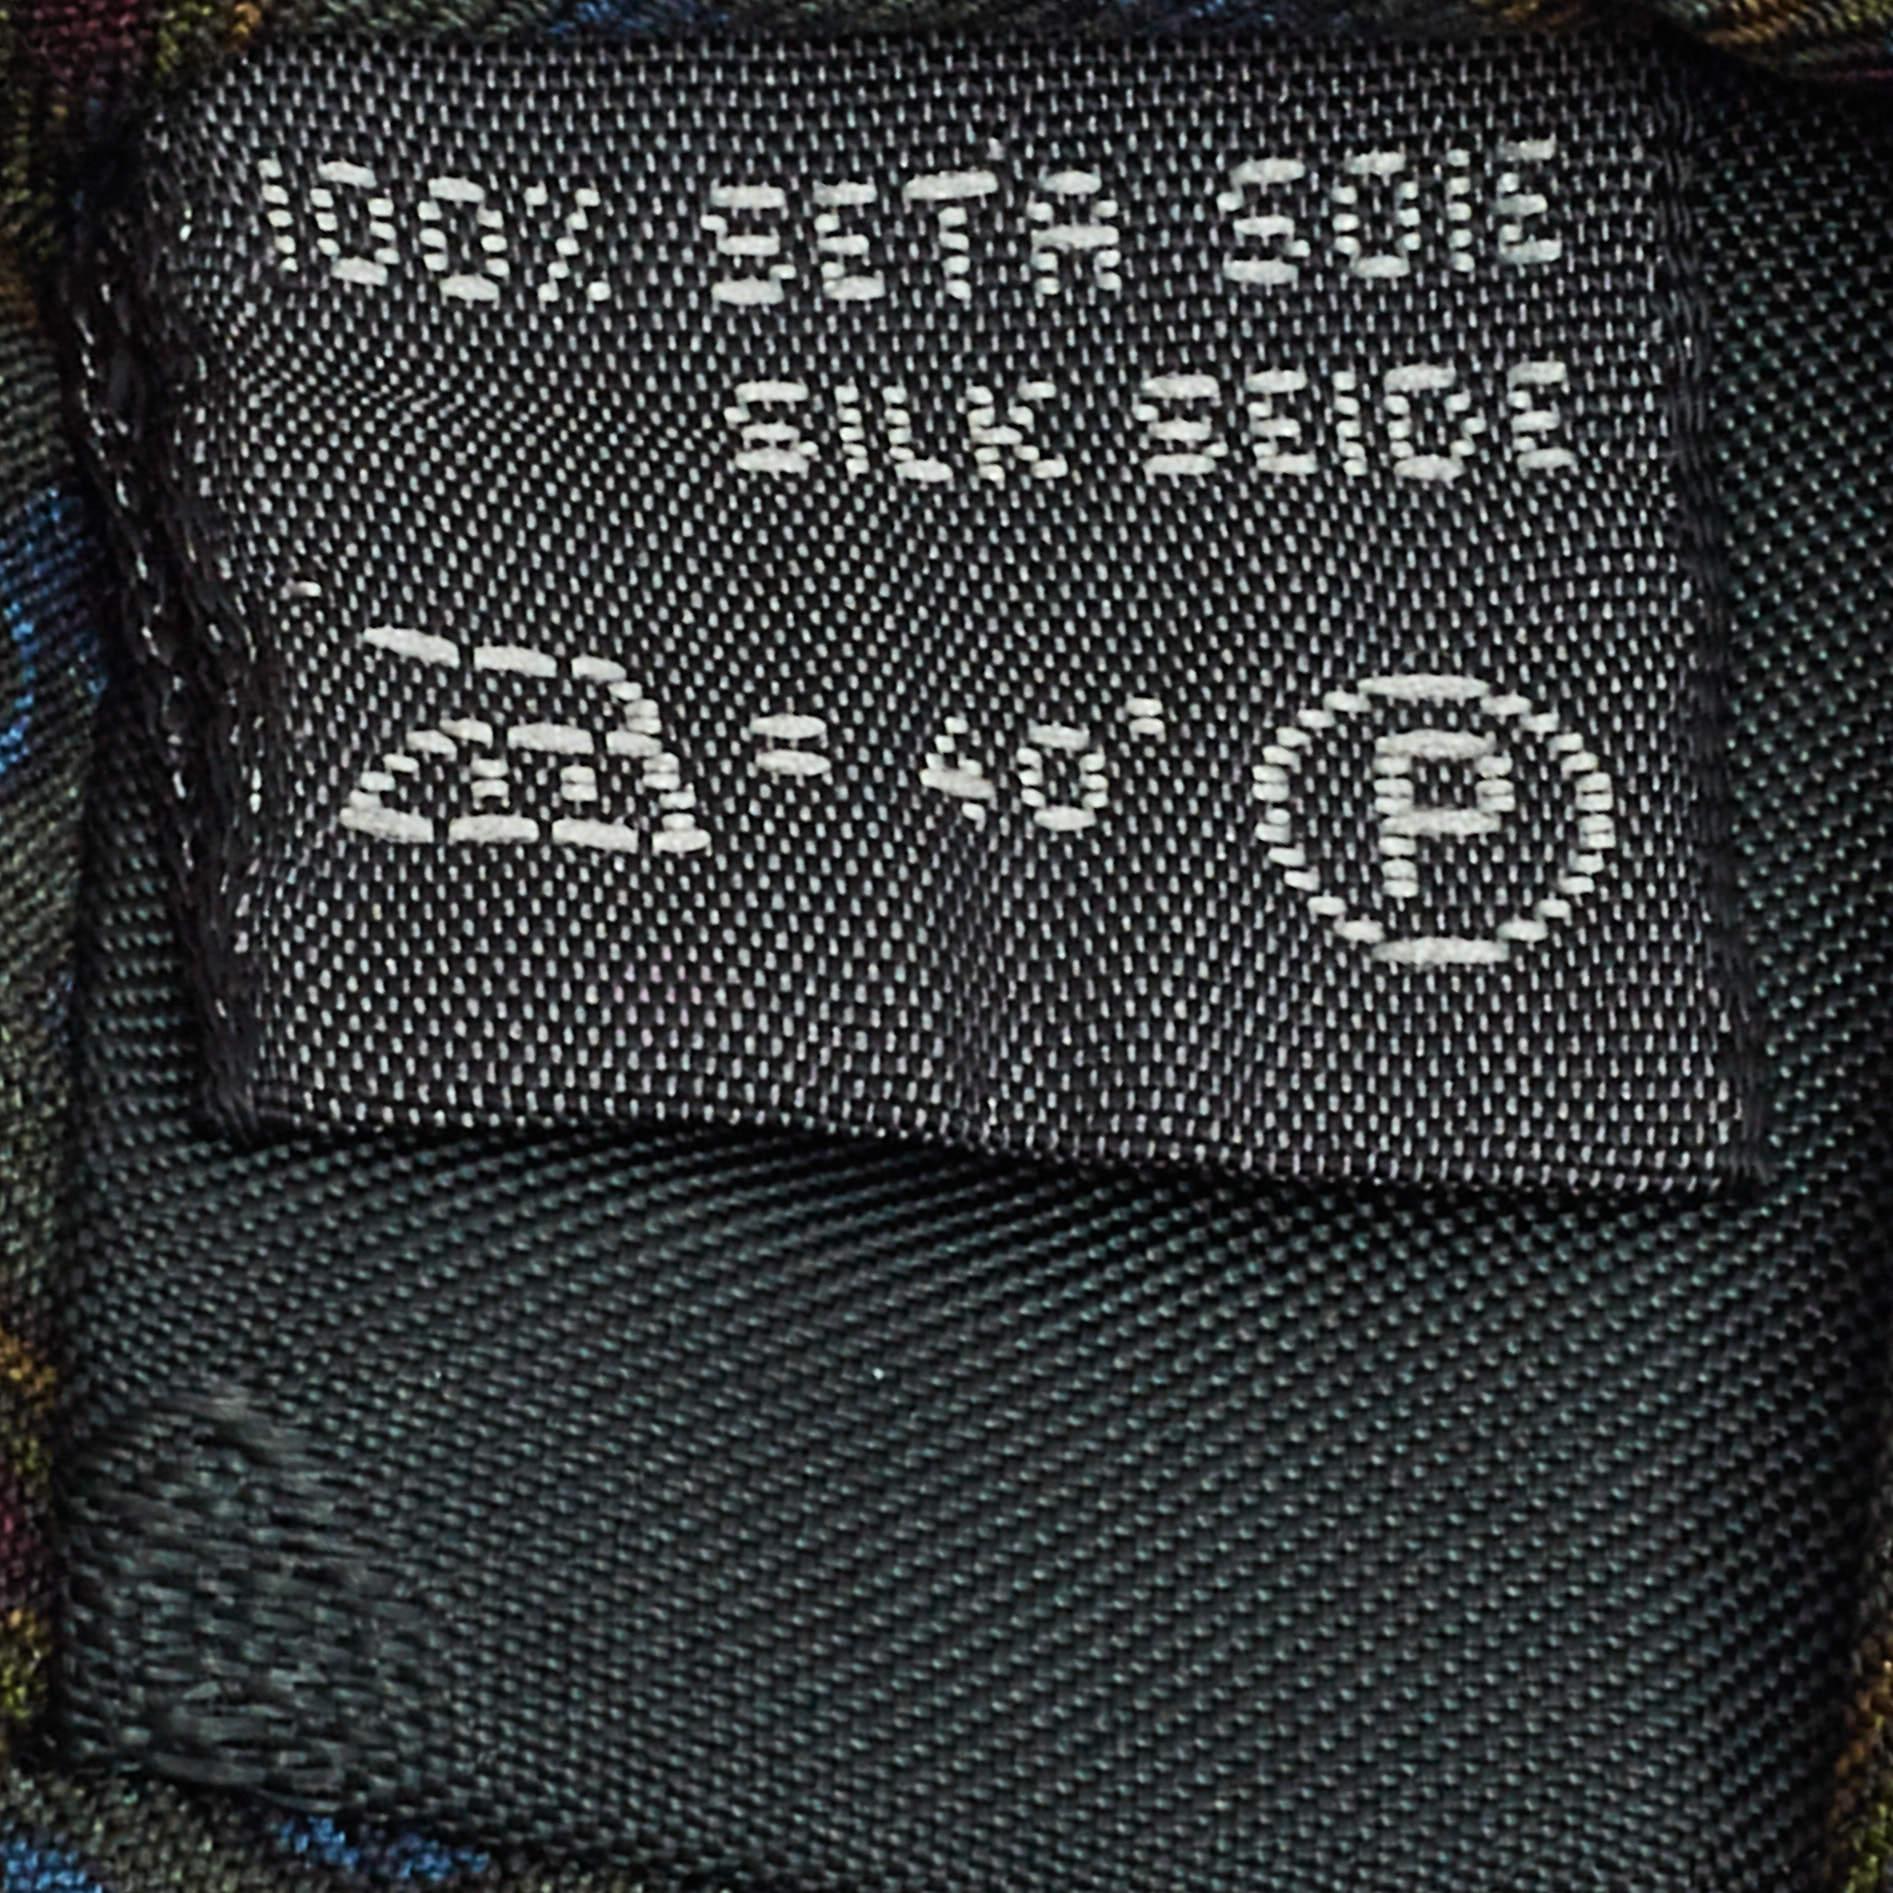 100% SETA SOIE
SILK SEIDE
= 40° P